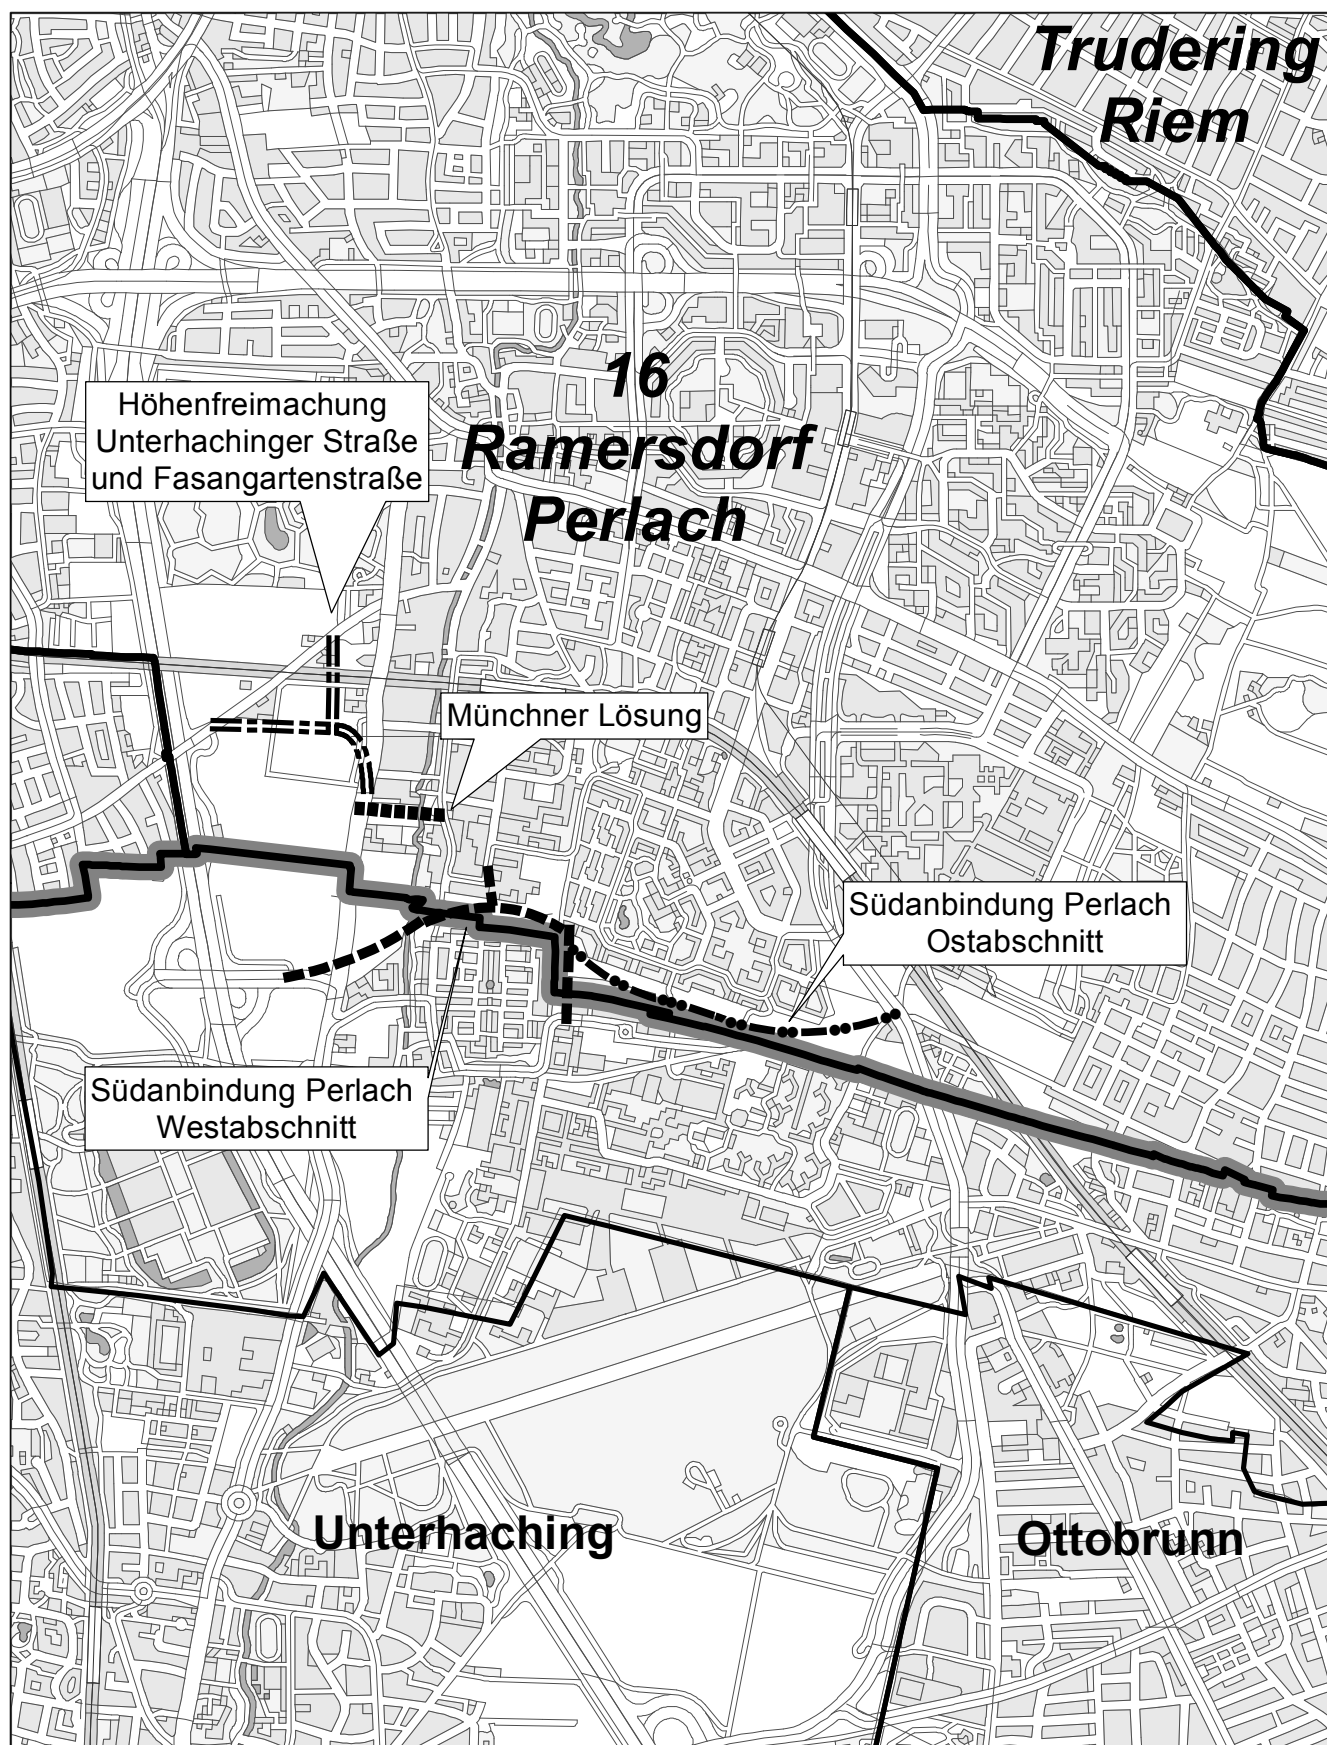 Trudering
Riem
16
Ramersdorf
Perlach
Höhenfreimachung
Unterhachinger Straße
und Fasangartenstraße
Münchner Lösung
Südanbindung Perlach
Ostabschnitt
Südanbindung Perlach
Westabschnitt
Unterhaching
Ottobrunn